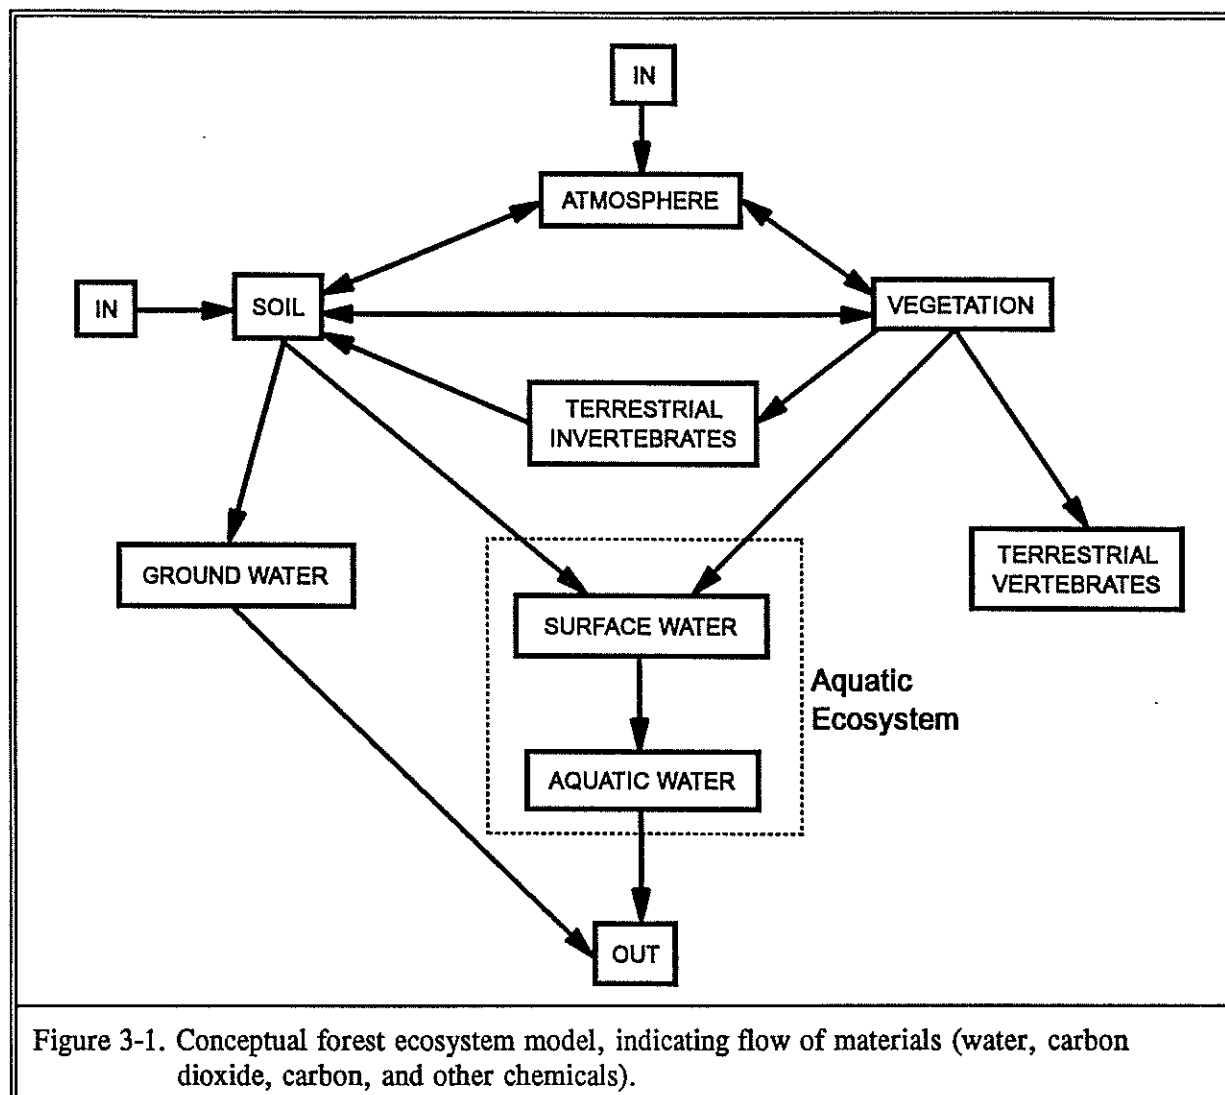 IN
ATMOSPHERE
IN
SOIL
VEGETATION
TERRESTRIAL
INVERTEBRATES
GROUND WATER
TERRESTRIAL
VERTEBRATES
SURFACE WATER
Aquatic
Ecosystem
AQUATIC WATER
OUT
Figure 3-1. Conceptual forest ecosystem model, indicating flow of materials (water, carbon
dioxide, carbon, and other chemicals).